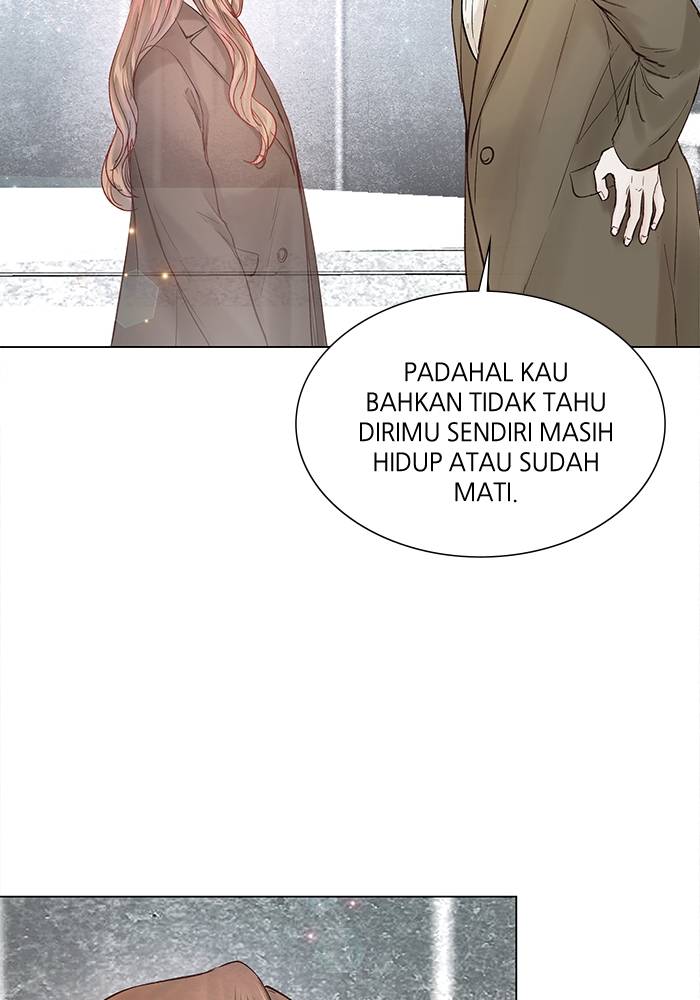 PADAHAL KAU
BAHKAN TIDAK TAHU
DIRIMU SENDIRI MASIH
HIDUP ATAU SUDAH
MATI.